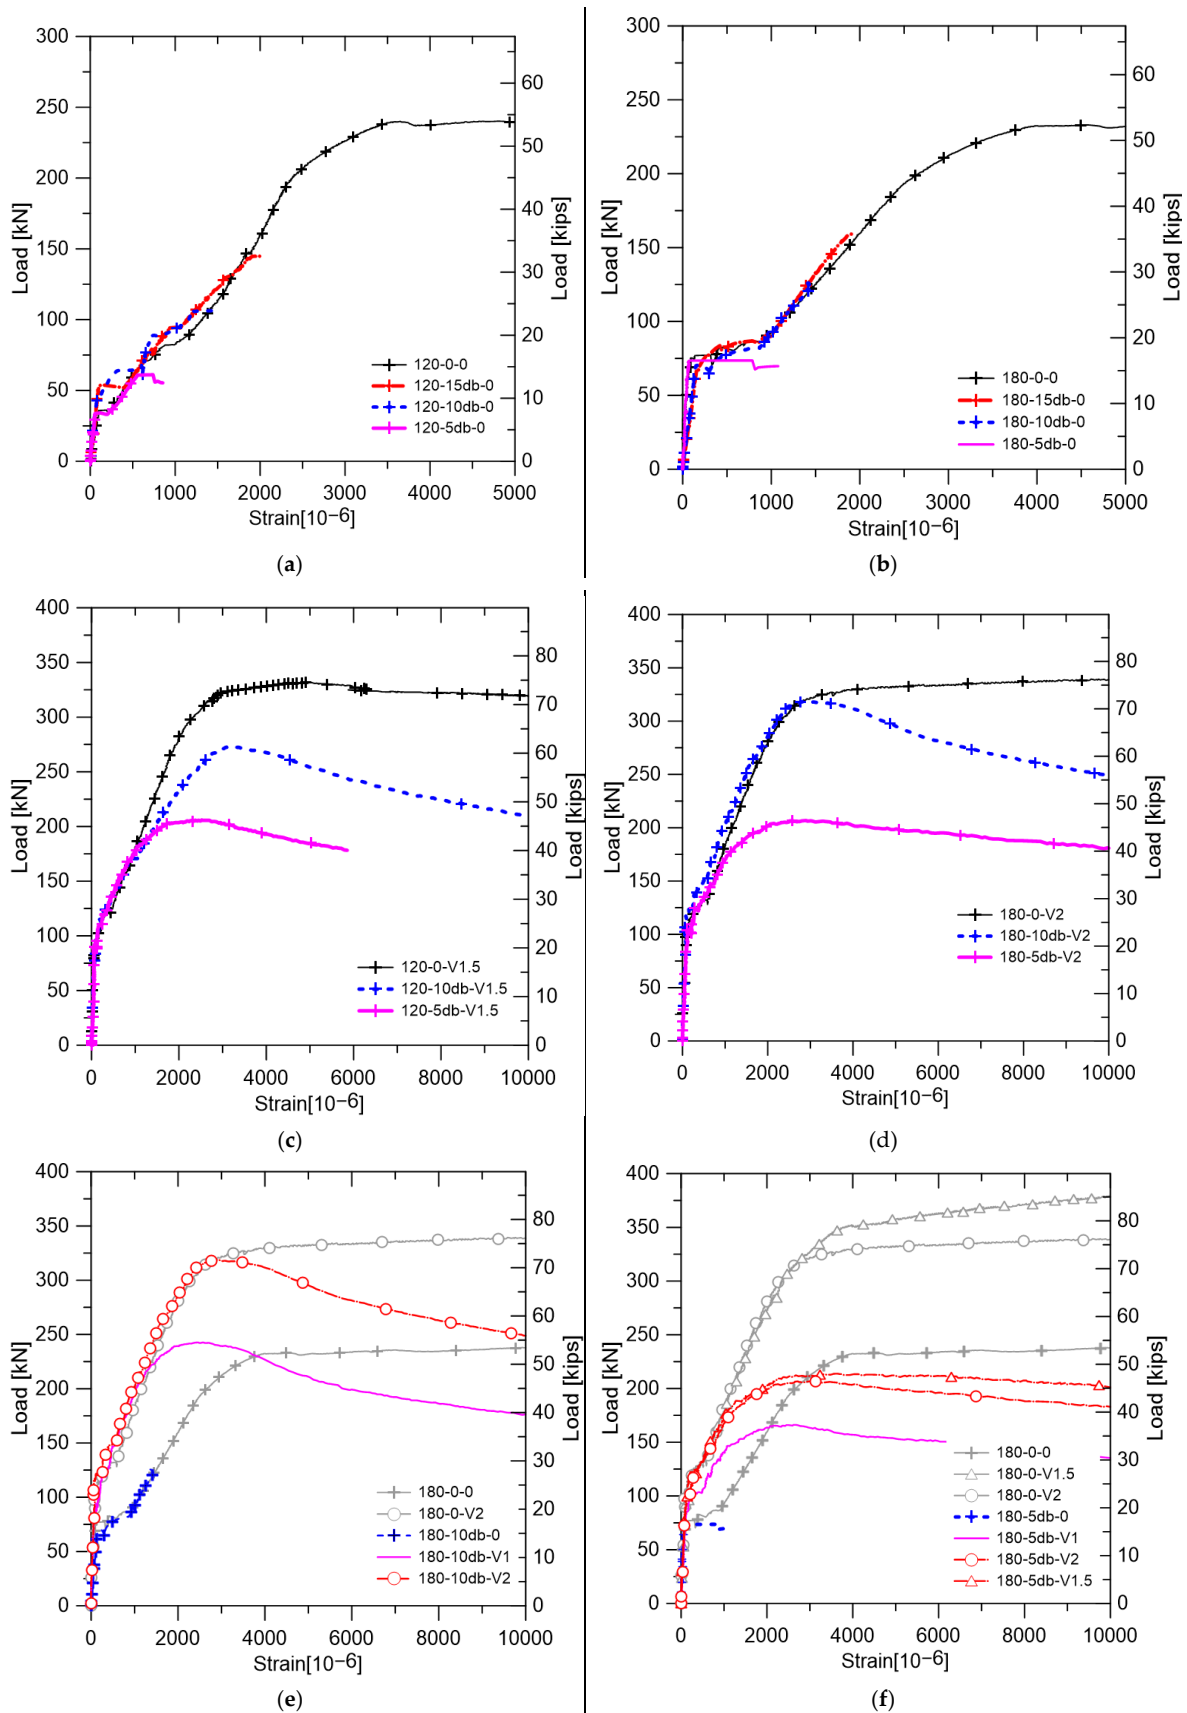 300
250
200
150
100
50
0
Load [kN]
60
50
40
30
20
10
0
Load [kips]
120-0-0
120-15db-0
120-10db-0
120-5db-0
0 1000 2000 3000 4000 5000
Strain[10−6]
(a)
300
250
200
150
100
50
0
Load [kN]
60
50
40
30
20
10
0
Load [kips]
180-0-0
180-15db-0
180-10db-0
180-5db-0
0 1000 2000 3000 4000 5000
Strain[10−6]
(b)
400
350
300
250
200
150
100
50
0
Load [kN]
80
70
60
50
40
30
20
10
0
Load [kips]
120-0-V1.5
120-10db-V1.5
120-5db-V1.5
0 2000 4000 6000 8000 10000
Strain[10−6]
(c)
400
350
300
250
200
150
100
50
0
Load [kN]
80
70
60
50
40
30
20
10
0
Load [kips]
180-0-V2
180-10db-V2
180-5db-V2
0 2000 4000 6000 8000 10000
Strain[10−6]
(d)
400
350
300
250
200
150
100
50
0
Load [kN]
80
70
60
50
40
30
20
10
0
Load [kips]
180-0-0
180-0-V2
180-10db-0
180-10db-V1
180-10db-V2
0 2000 4000 6000 8000 10000
Strain[10−6]
(e)
400
350
300
250
200
150
100
50
0
Load [kN]
80
70
60
50
40
30
20
10
0
Load [kips]
180-0-0
180-0-V1.5
180-0-V2
180-5db-0
180-5db-V1
180-5db-V2
180-5db-V1.5
0 2000 4000 6000 8000 10000
Strain[10−6]
(f)